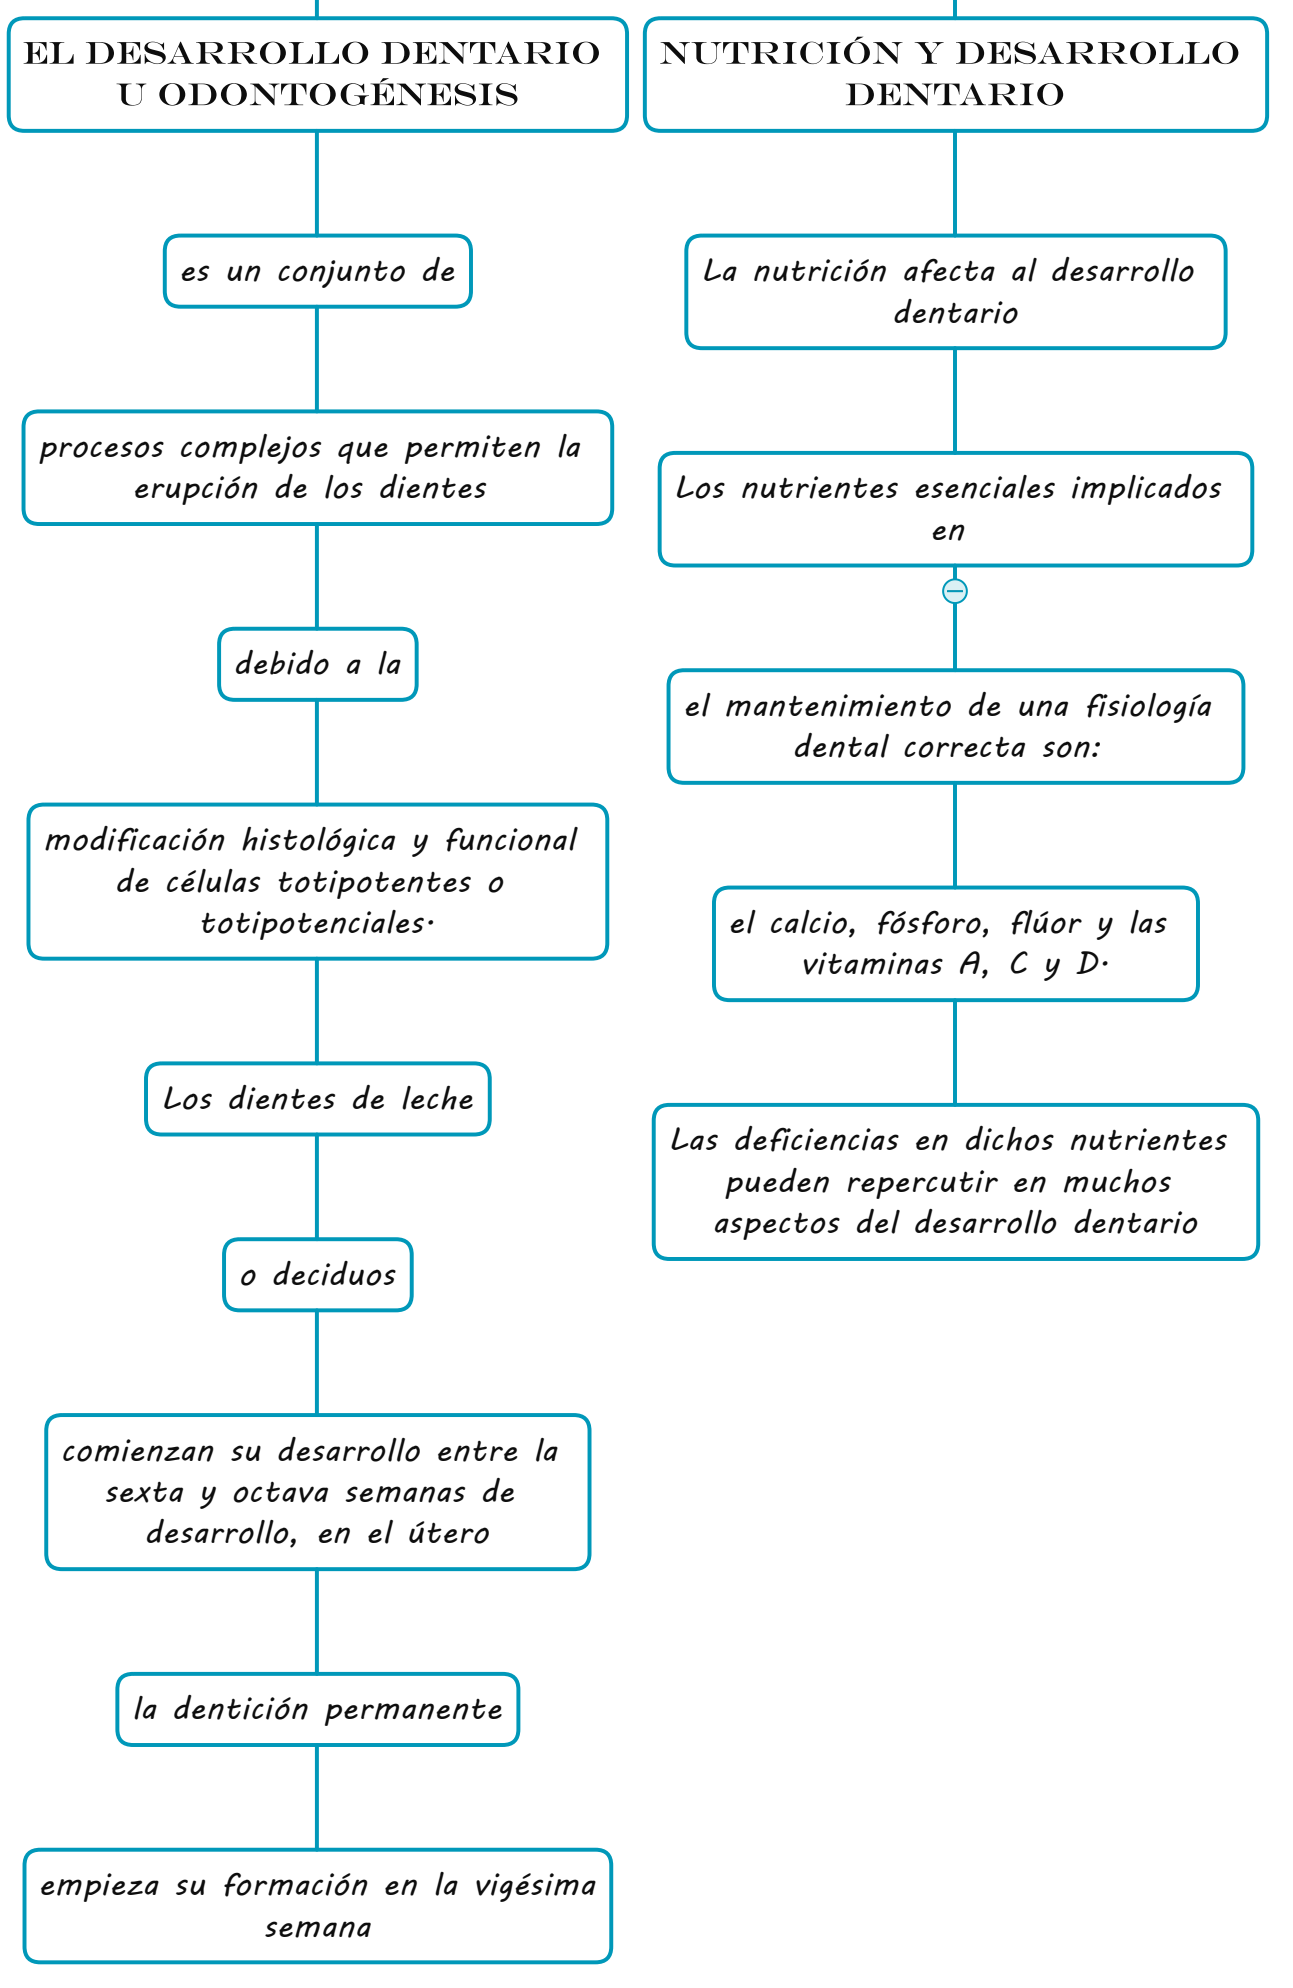 EL DESARROLLO DENTARIO
U ODONTOGÉNESIS
es un conjunto de
procesos complejos que permiten la
erupción de los dientes
debido a la
modificación histológica y funcional
de células totipotentes o
totipotenciales.
Los dientes de leche
o deciduos
comienzan su desarrollo entre la
sexta y octava semanas de
desarrollo, en el útero
la dentición permanente
empieza su formación en la vigésima
semana
NUTRICIÓN Y DESARROLLO
DENTARIO
La nutrición afecta al desarrollo
dentario
Los nutrientes esenciales implicados
en
el mantenimiento de una fisiología
dental correcta son:
el calcio, fósforo, flúor y las
vitaminas A, C y D.
Las deficiencias en dichos nutrientes
pueden repercutir en muchos
aspectos del desarrollo dentario